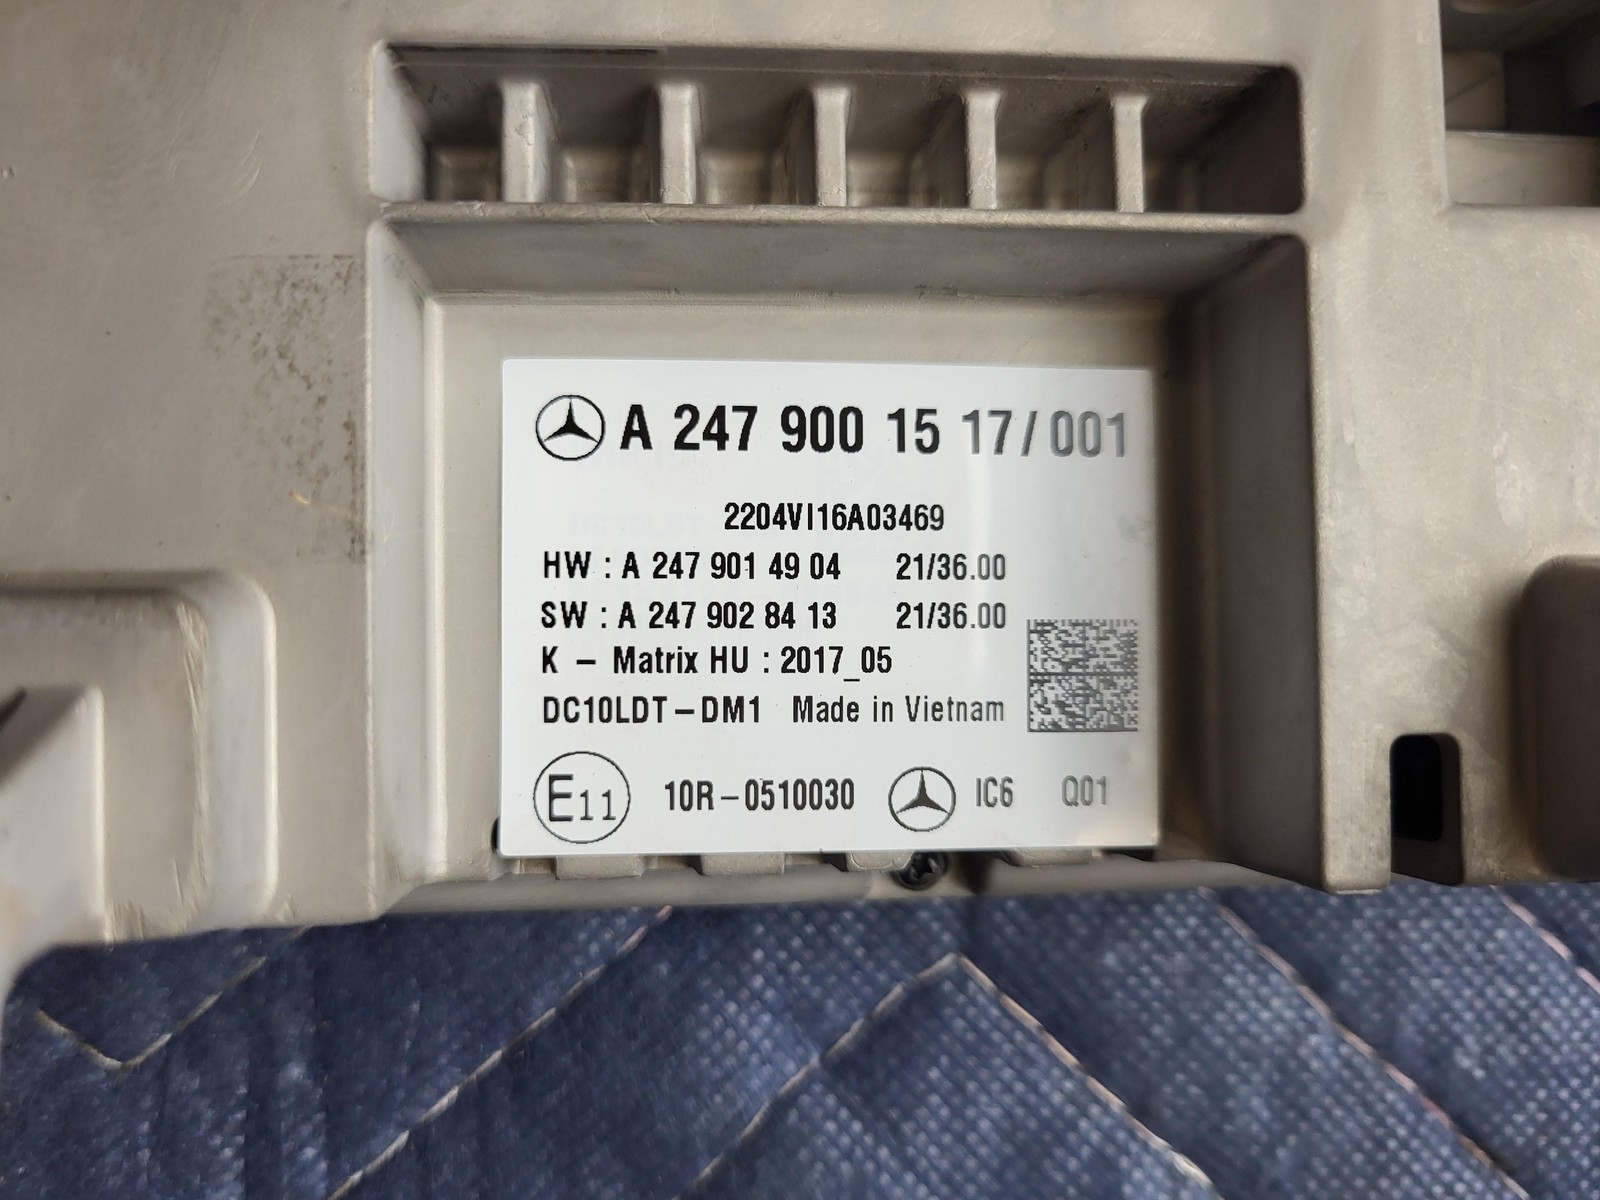 A 247 900 15 17/001
2204VI16A03469
HW : A 247 901 49 04 21/36.00
SW : A 247 902 84 13 21/36.00
K - Matrix HU : 2017_05
DC10LDT-DM1 Made in Vietnam
E11 10R-0510030 IC6 Q01